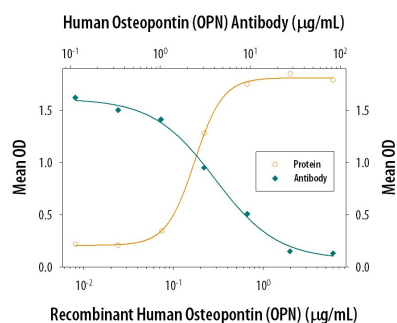 Human Osteopontin (OPN) Antibody (μg/mL)
10⁻¹ 10⁰ 10¹ 10²
Mean OD
1.5 1.5
1.0 1.0
0.5 0.5
0.0 0.0
Protein
Antibody
Mean OD
10⁻² 10⁻¹ 10⁰
Recombinant Human Osteopontin (OPN) (μg/mL)